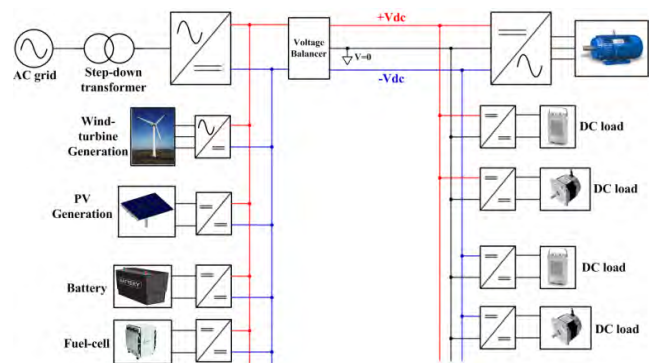 +Vdc
Voltage
Balancer
V=0
-Vdc
AC grid
Step-down
transformer
Wind-
turbine
Generation
PV
Generation
Battery
BATTERY
Fuel-cell
DC load
DC load
DC load
DC load